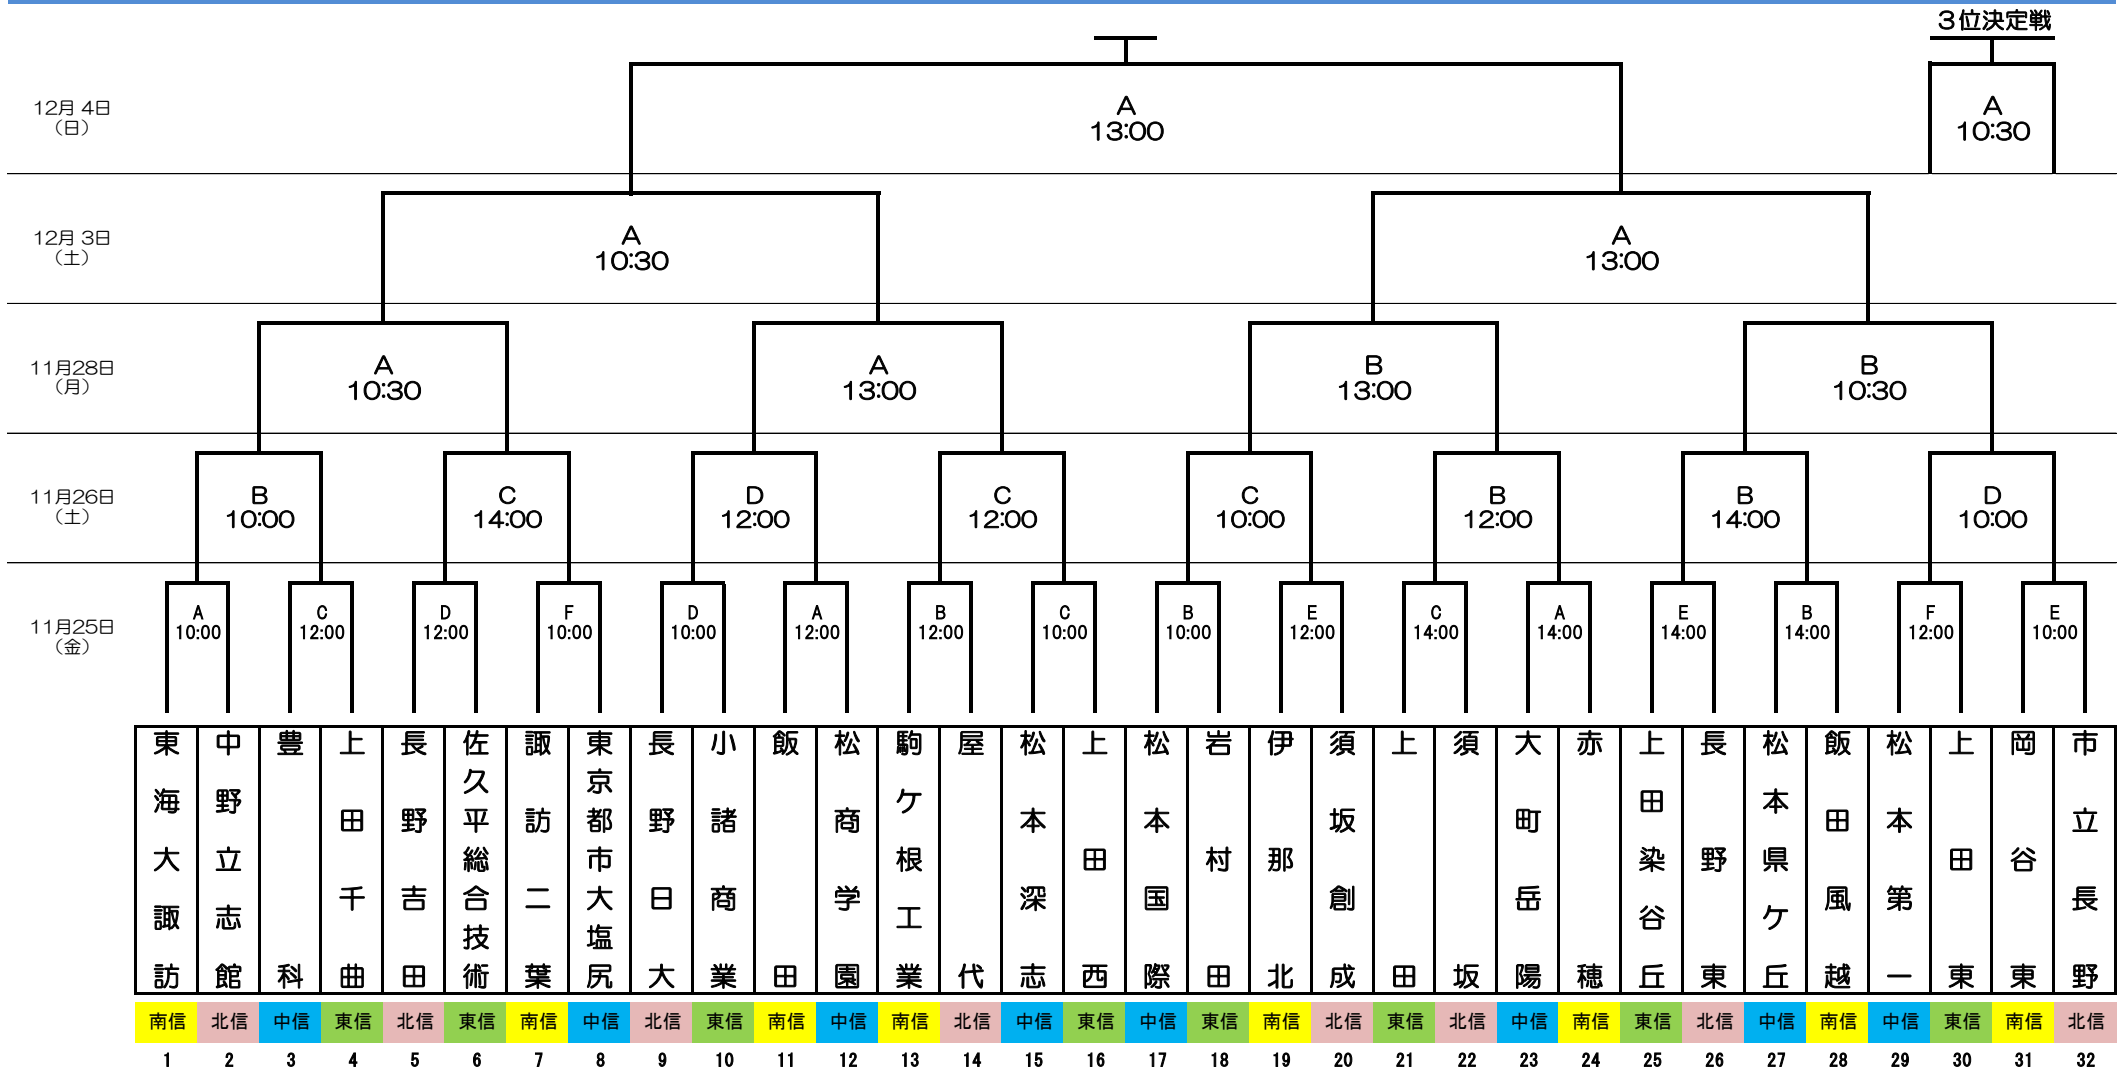 3位決定戦
12月 4日
（日）
A
13:00
A
10:30
12月 3日
（土）
A
10:30
A
13:00
11月28日
（月）
A
10:30
A
13:00
B
13:00
B
10:30
11月26日
（土）
B
10:00
C
14:00
D
12:00
C
12:00
C
10:00
B
12:00
B
14:00
D
10:00
11月25日
（金）
A
10:00
C
12:00
D
12:00
F
10:00
D
10:00
A
12:00
B
12:00
C
10:00
B
10:00
E
12:00
C
14:00
A
14:00
E
14:00
B
14:00
F
12:00
E
10:00
東海大諏訪
中野立志館
豊科
上田千曲
長野吉田
佐久平総合技術
諏訪二葉
東京都市大塩尻
長野日大
小諸商業
飯田
松商学園
駒ケ根工業
屋代
松本深志
上田西
松本国際
岩村田
伊那北
須坂創成
上田
須坂
大町岳陽
赤穂
上田染谷丘
長野東
松本県ケ丘
飯田風越
松本第一
上田東
岡谷東
市立長野
南信 北信 中信 東信 北信 東信 南信 中信 北信 東信 南信 中信 南信 北信 中信 東信 中信 東信 南信 北信 東信 北信 中信 南信 東信 北信 中信 南信 中信 東信 南信 北信
1 2 3 4 5 6 7 8 9 10 11 12 13 14 15 16 17 18 19 20 21 22 23 24 25 26 27 28 29 30 31 32